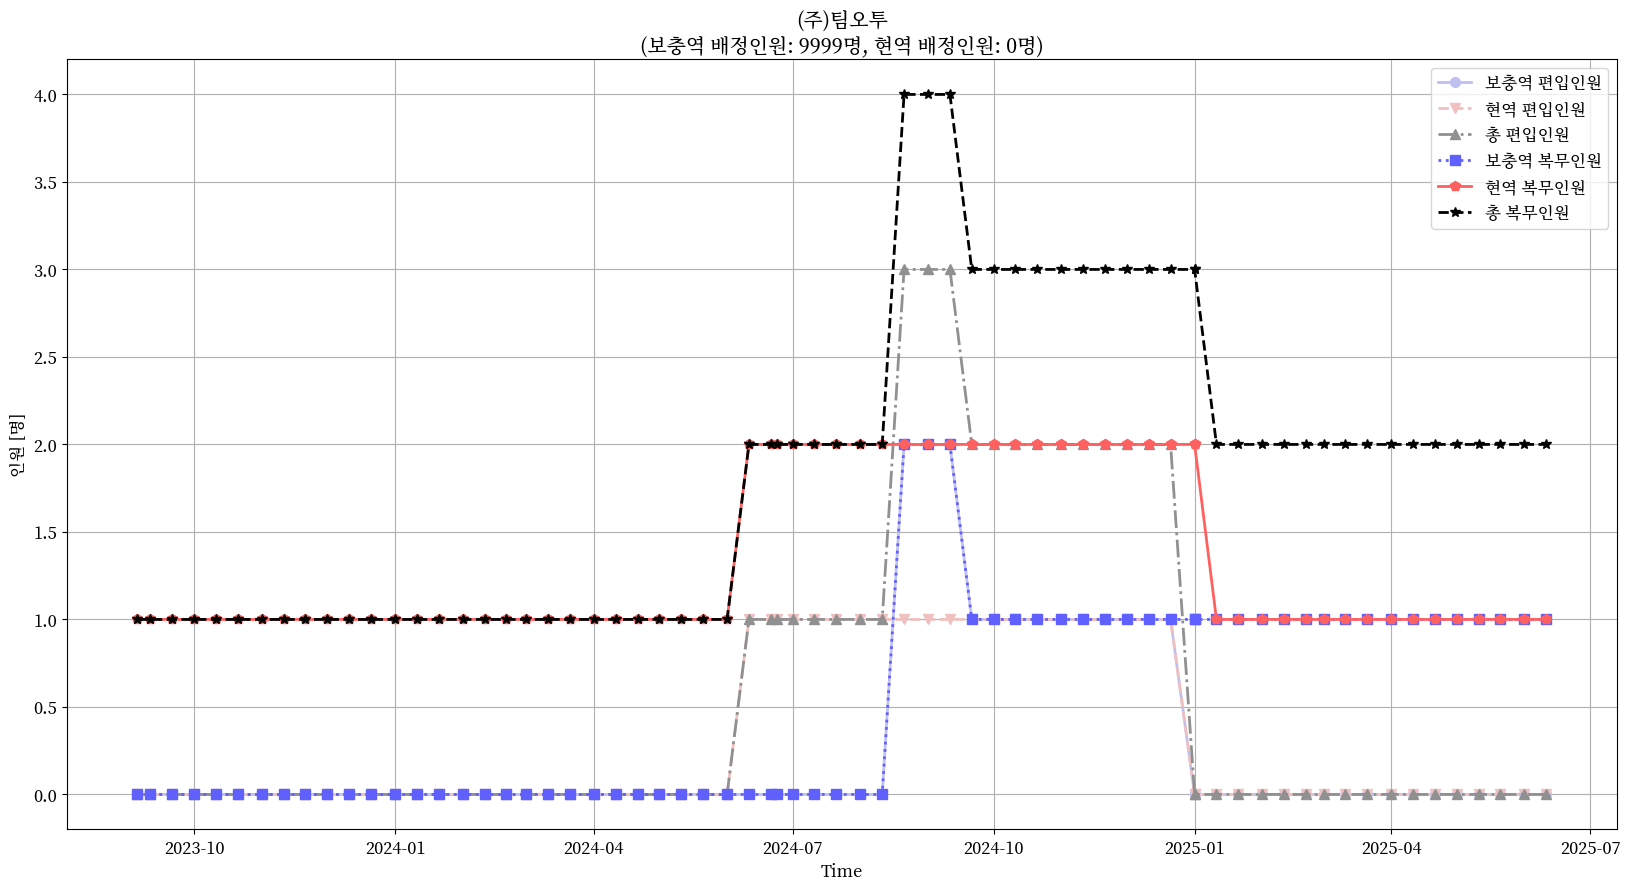 (주)팀오투
(보충역 배정인원: 9999명, 현역 배정인원: 0명)
보충역 편입인원
현역 편입인원
총 편입인원
보충역 복무인원
현역 복무인원
총 복무인원
인원 [명]
4.0
3.5
3.0
2.5
2.0
1.5
1.0
0.5
0.0
2023-10
2024-01
2024-04
2024-07
2024-10
2025-01
2025-04
2025-07
Time